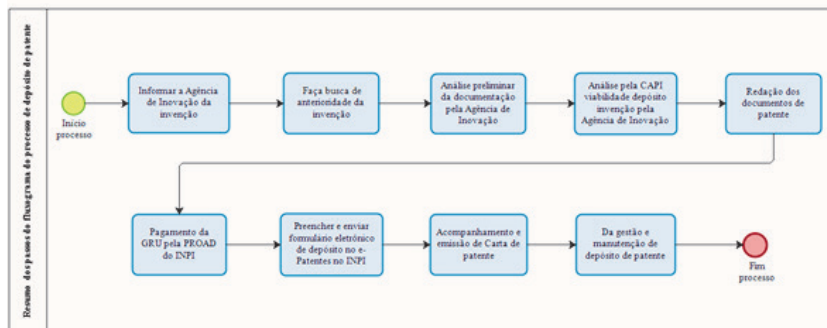 Resumo dos passos do fluxograma do processo de depósito de patente
Início
processo
Informar a Agência
de Inovação da
invenção
Faça busca de
anterioridade da
invenção
Análise preliminar
da documentação
pela Agência de
Inovação
Análise pela CAPI
viabilidade depósito
invenção pela
Agência de Inovação
Redação dos
documentos de
patente
Pagamento da
GRU pela PROAD
do INPI
Preencher e enviar
formulário eletrônico
de depósito no e-
Patentes no INPI
Acompanhamento e
emissão de Carta de
patente
Da gestão e
manutenção de
depósito de patente
Fim
processo